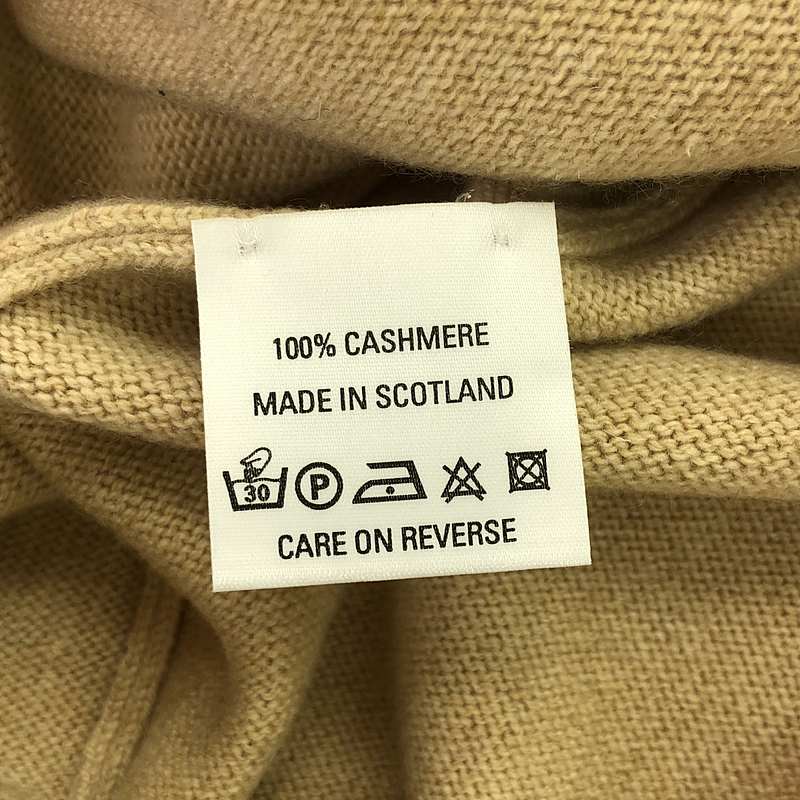 100% CASHMERE
MADE IN SCOTLAND
30 P
CARE ON REVERSE